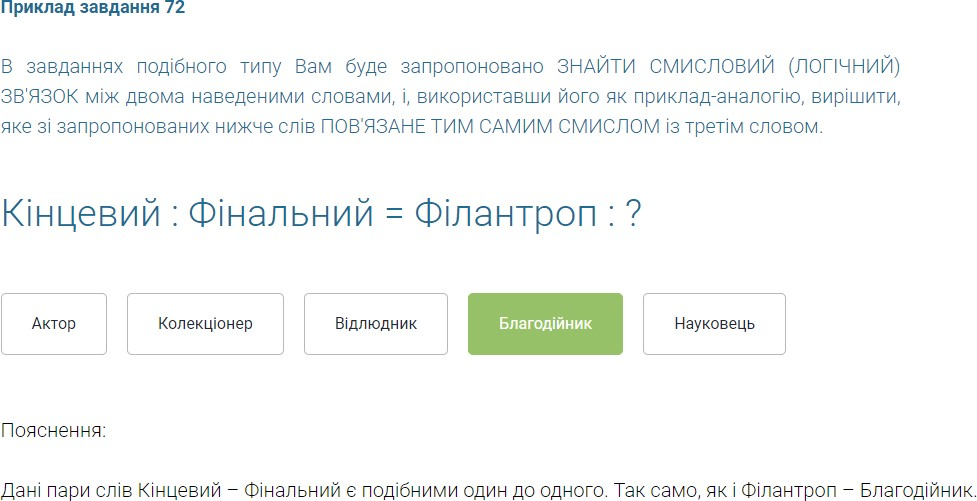 Приклад завдання 72
В завданнях подібного типу Вам буде запропоновано ЗНАЙТИ СМИСЛОВИЙ (ЛОГІЧНИЙ)
ЗВ'ЯЗОК між двома наведеними словами, і, використавши його як приклад-аналогію, вирішити,
яке зі запропонованих нижче слів ПОВ'ЯЗАНЕ ТИМ САМИМ СМИСЛОМ із третім словом.
Кінцевий : Фінальний = Філантроп : ?
Актор Колекціонер Відлюдник Благодійник Науковець
Пояснення:
Дані пари слів Кінцевий – Фінальний є подібними один до одного. Так само, як і Філантроп – Благодійник.